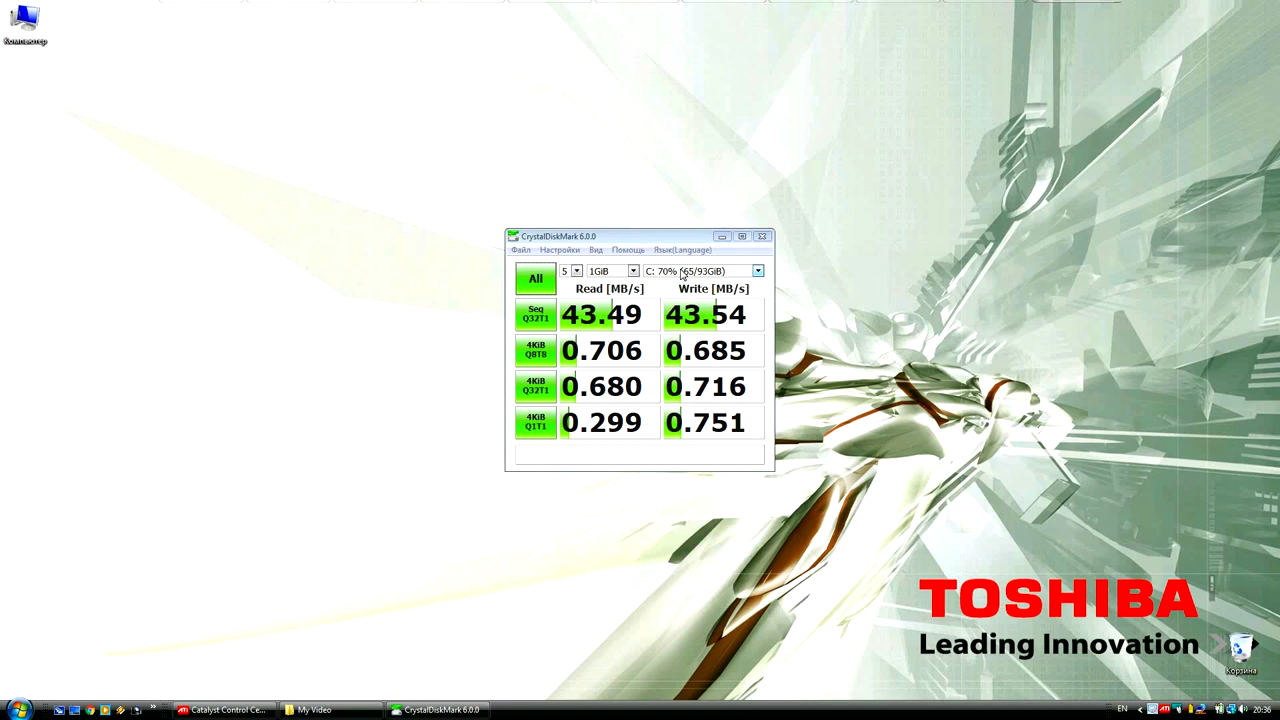 Компьютер
CrystalDiskMark 6.0.0
Файл Настройки Вид Помощь Язык(Language)
All 5 1GiB C: 70% (65/93GiB)
Read [MB/s] Write [MB/s]
Seq Q32T1 43.49 43.54
4KiB Q8T8 0.706 0.685
4KiB Q32T1 0.680 0.716
4KiB Q1T1 0.299 0.751
TOSHIBA
Leading Innovation
Корзина
Catalyst Control Ce... My Video CrystalDiskMark 6.0.0 EN 20:36